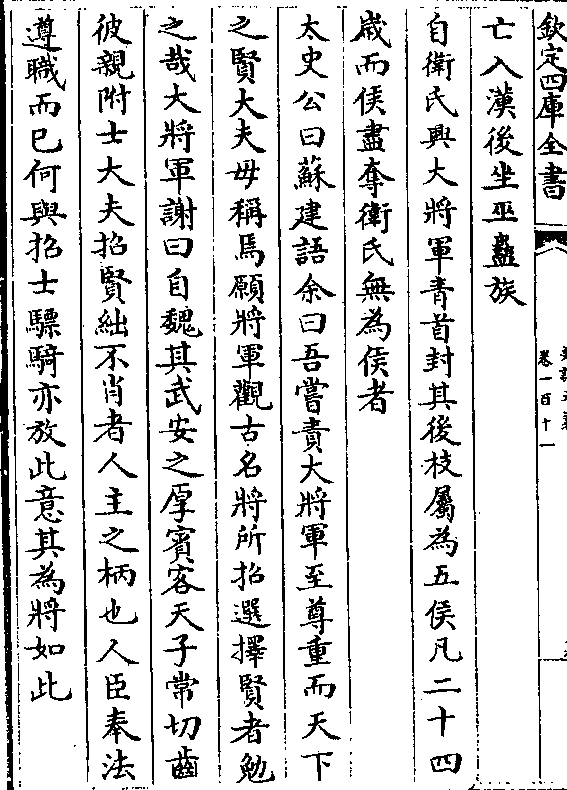 欽定四庫全書
卷一百十一
亡入漢後坐巫蠱族
自衛氏興大將軍青首封其後枝屬為五侯凡二十四
嵗而侯盡奪衛氏無為侯者
太史公曰蘇建語余曰吾嘗責大將軍至尊重而天下
之賢大夫毋稱焉願將軍觀古名將所招選擇賢者勉
之哉大將軍謝曰自魏其武安之厚賓客天子常切齒
彼親附士大夫招賢絀不肖者人主之柄也人臣奉法
遵職而已何與招士驃騎亦放此意其為將如此